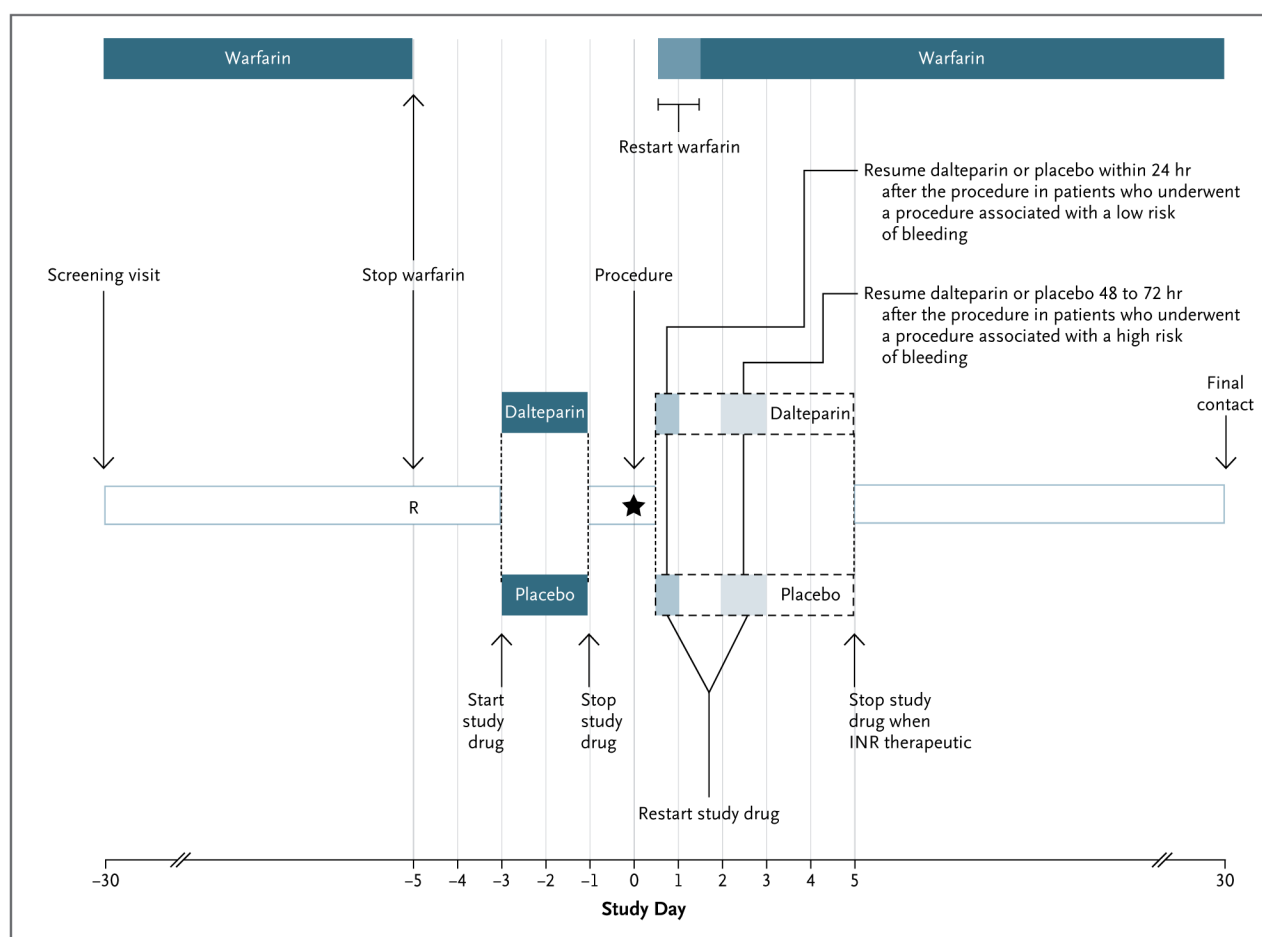 Warfarin
Warfarin
Restart warfarin
Resume dalteparin or placebo within 24 hr
after the procedure in patients who underwent
a procedure associated with a low risk
of bleeding
Screening visit
Stop warfarin
Procedure
Resume dalteparin or placebo 48 to 72 hr
after the procedure in patients who underwent
a procedure associated with a high risk
of bleeding
Final
contact
Dalteparin
Dalteparin
R
Placebo
Placebo
Start
study
drug
Stop
study
drug
Stop study
drug when
INR therapeutic
Restart study drug
–30 –5 –4 –3 –2 –1 0 1 2 3 4 5 30
Study Day